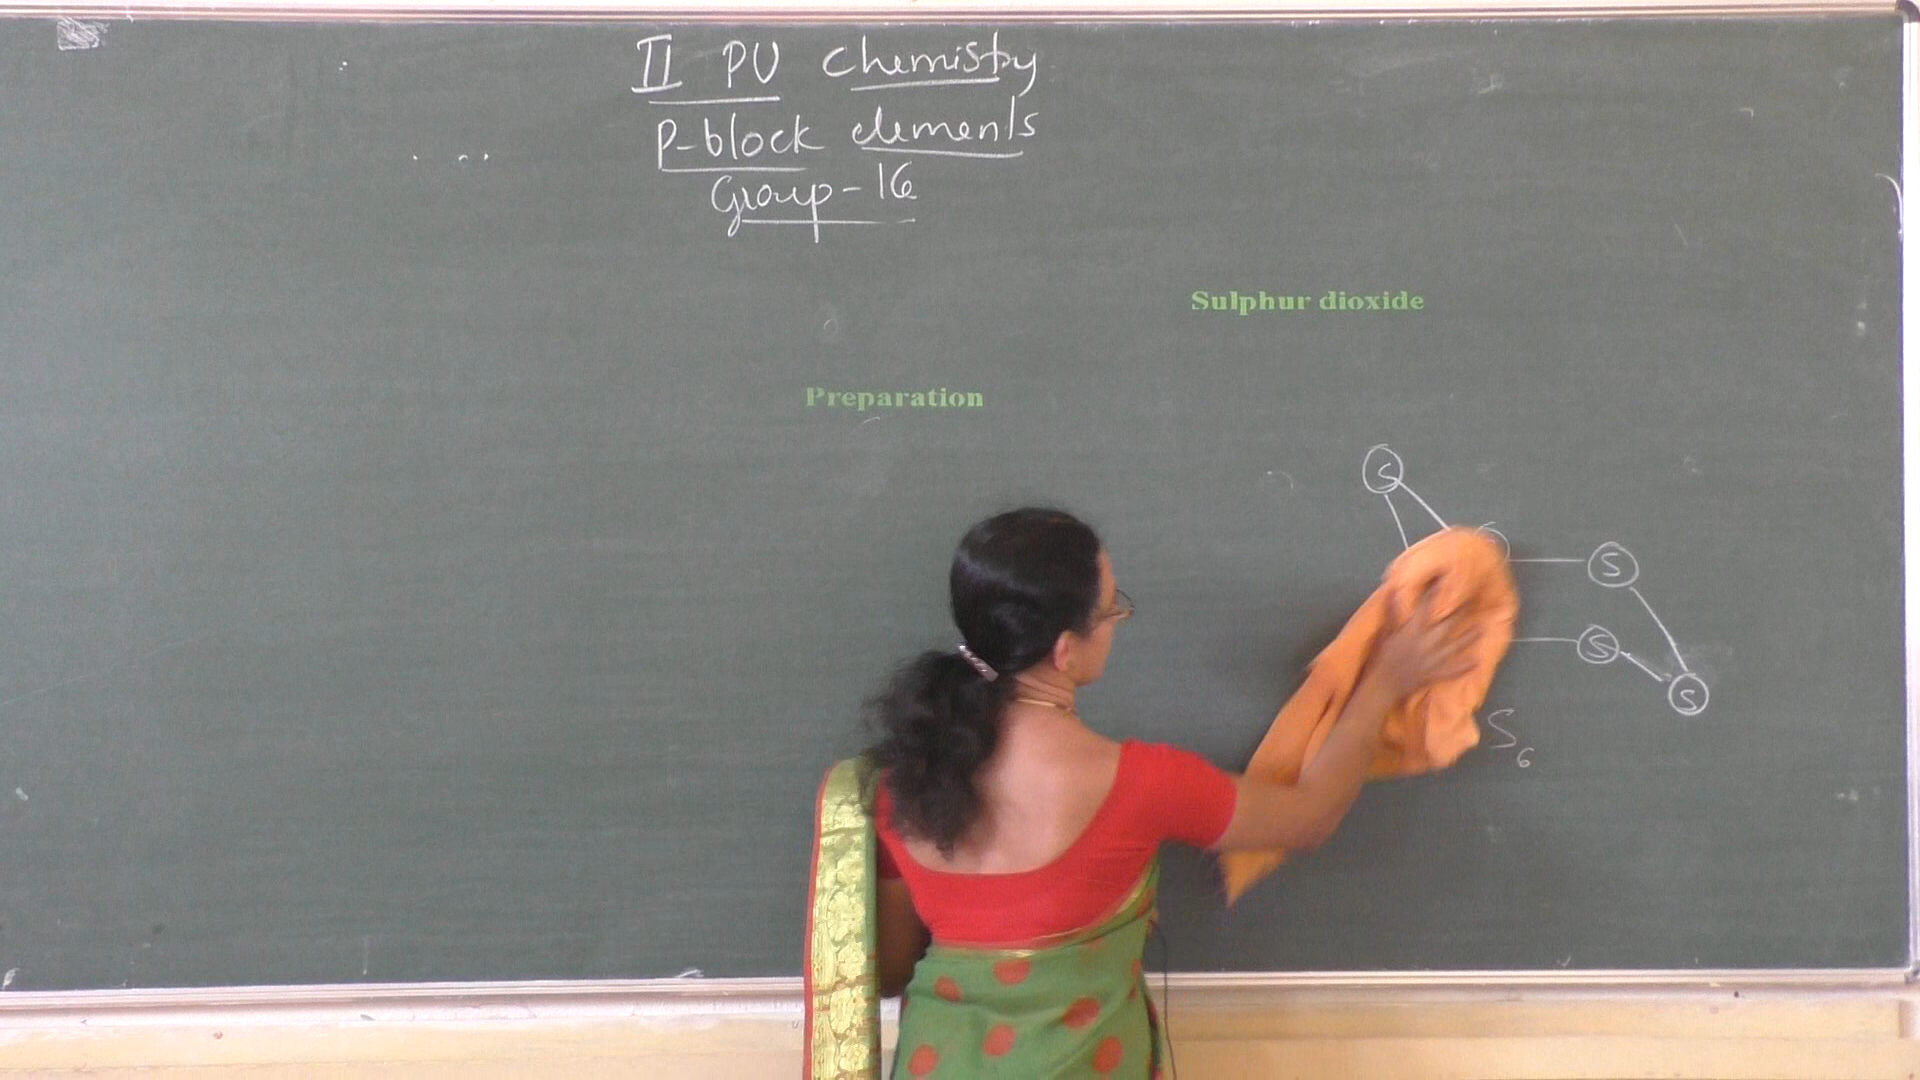 II PU Chemistry
P-block elements
Group-16
Sulphur dioxide
Preparation
S
S
S
S
S6